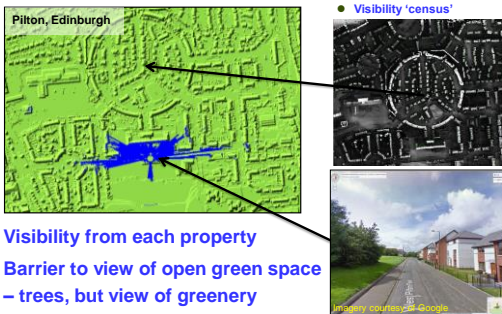 Pilton, Edinburgh
• Visibility ‘census’
Visibility from each property
Barrier to view of open green space
– trees, but view of greenery
Imagery courtesy of Google